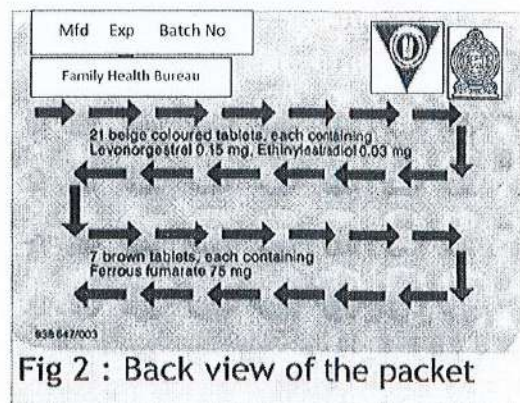 Mfd Exp Batch No
Family Health Bureau
21 beige coloured tablets, each containing
Levonorgestrel 0.15 mg, Ethinylestradiol 0.03 mg
7 brown tablets, each containing
Ferrous fumarate 75 mg
Fig 2 : Back view of the packet